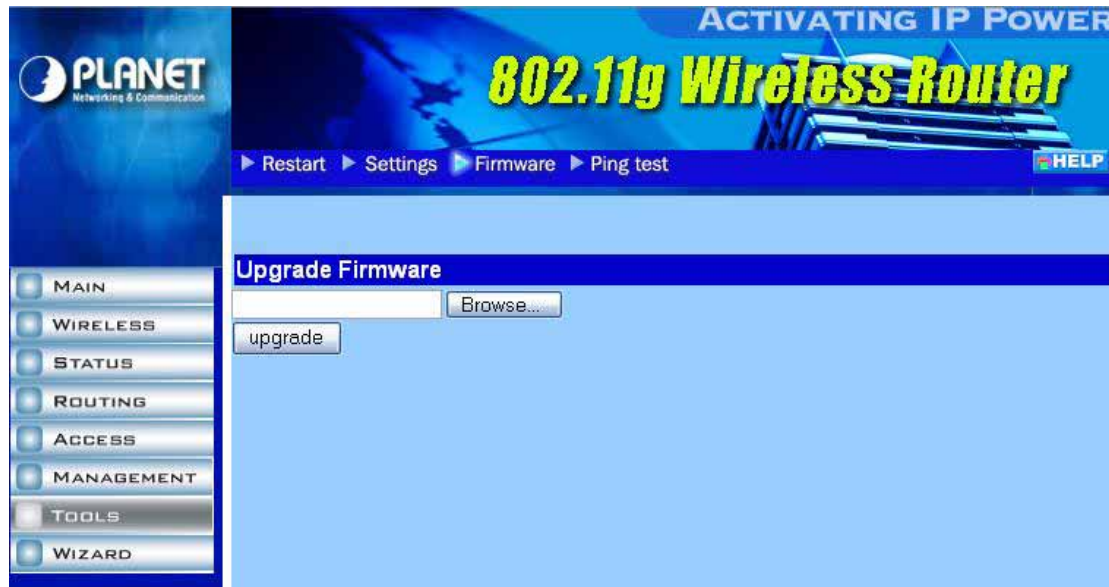 ACTIVATING IP POWER
PLANET
Networking & Communication
802.11g Wireless Router
Restart Settings Firmware Ping test
HELP
Upgrade Firmware
Browse...
upgrade
MAIN
WIRELESS
STATUS
ROUTING
ACCESS
MANAGEMENT
TOOLS
WIZARD